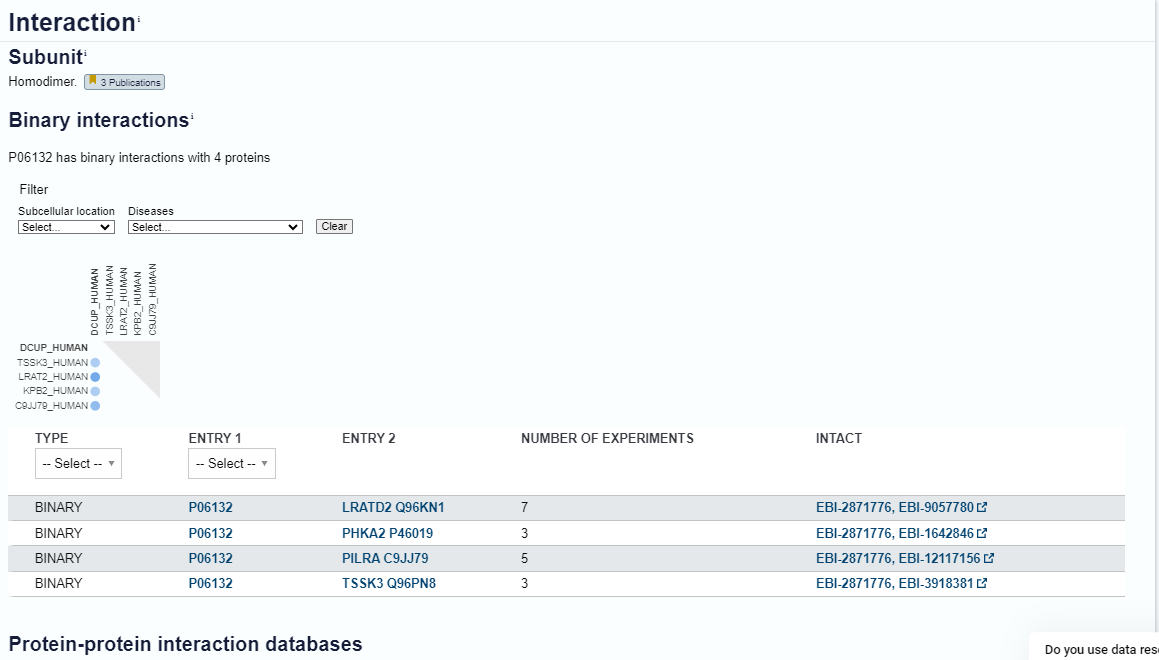 Interaction i
Subunit i
Homodimer. 3 Publications
Binary interactions i
P06132 has binary interactions with 4 proteins
Filter
Subcellular location Diseases
Select... Select... Clear
DCUP_HUMAN
TSSK3_HUMAN
LRAT2_HUMAN
KPB2_HUMAN
C9JJ79_HUMAN
DCUP_HUMAN
TSSK3_HUMAN
LRAT2_HUMAN
KPB2_HUMAN
C9JJ79_HUMAN
TYPE ENTRY 1 ENTRY 2 NUMBER OF EXPERIMENTS INTACT
-- Select -- -- Select --
BINARY P06132 LRATD2 Q96KN1 7 EBI-2871776, EBI-9057780
BINARY P06132 PHKA2 P46019 3 EBI-2871776, EBI-1642846
BINARY P06132 PILRA C9JJ79 5 EBI-2871776, EBI-12117156
BINARY P06132 TSSK3 Q96PN8 3 EBI-2871776, EBI-3918381
Protein-protein interaction databases
Do you use data res